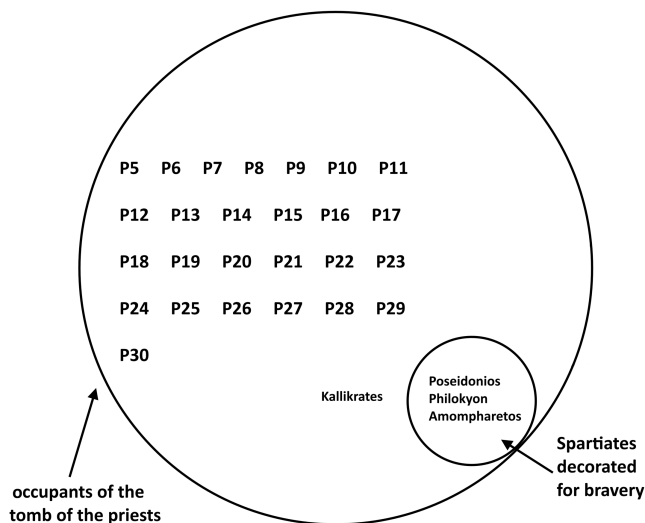 P5 P6 P7 P8 P9 P10 P11
P12 P13 P14 P15 P16 P17
P18 P19 P20 P21 P22 P23
P24 P25 P26 P27 P28 P29
P30
Kallikrates
Poseidonios
Philokyon
Amompharetos
Spartiates
decorated
for bravery
occupants of the
tomb of the priests